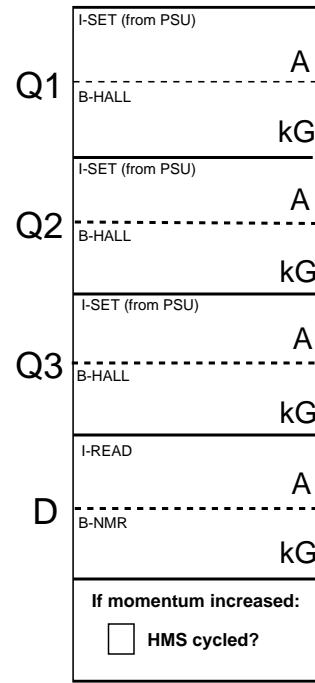 I-SET (from PSU)
A
Q1
B-HALL
kG
I-SET (from PSU)
A
Q2
B-HALL
kG
I-SET (from PSU)
A
Q3
B-HALL
kG
I-READ
A
D
B-NMR
kG
If momentum increased:
HMS cycled?